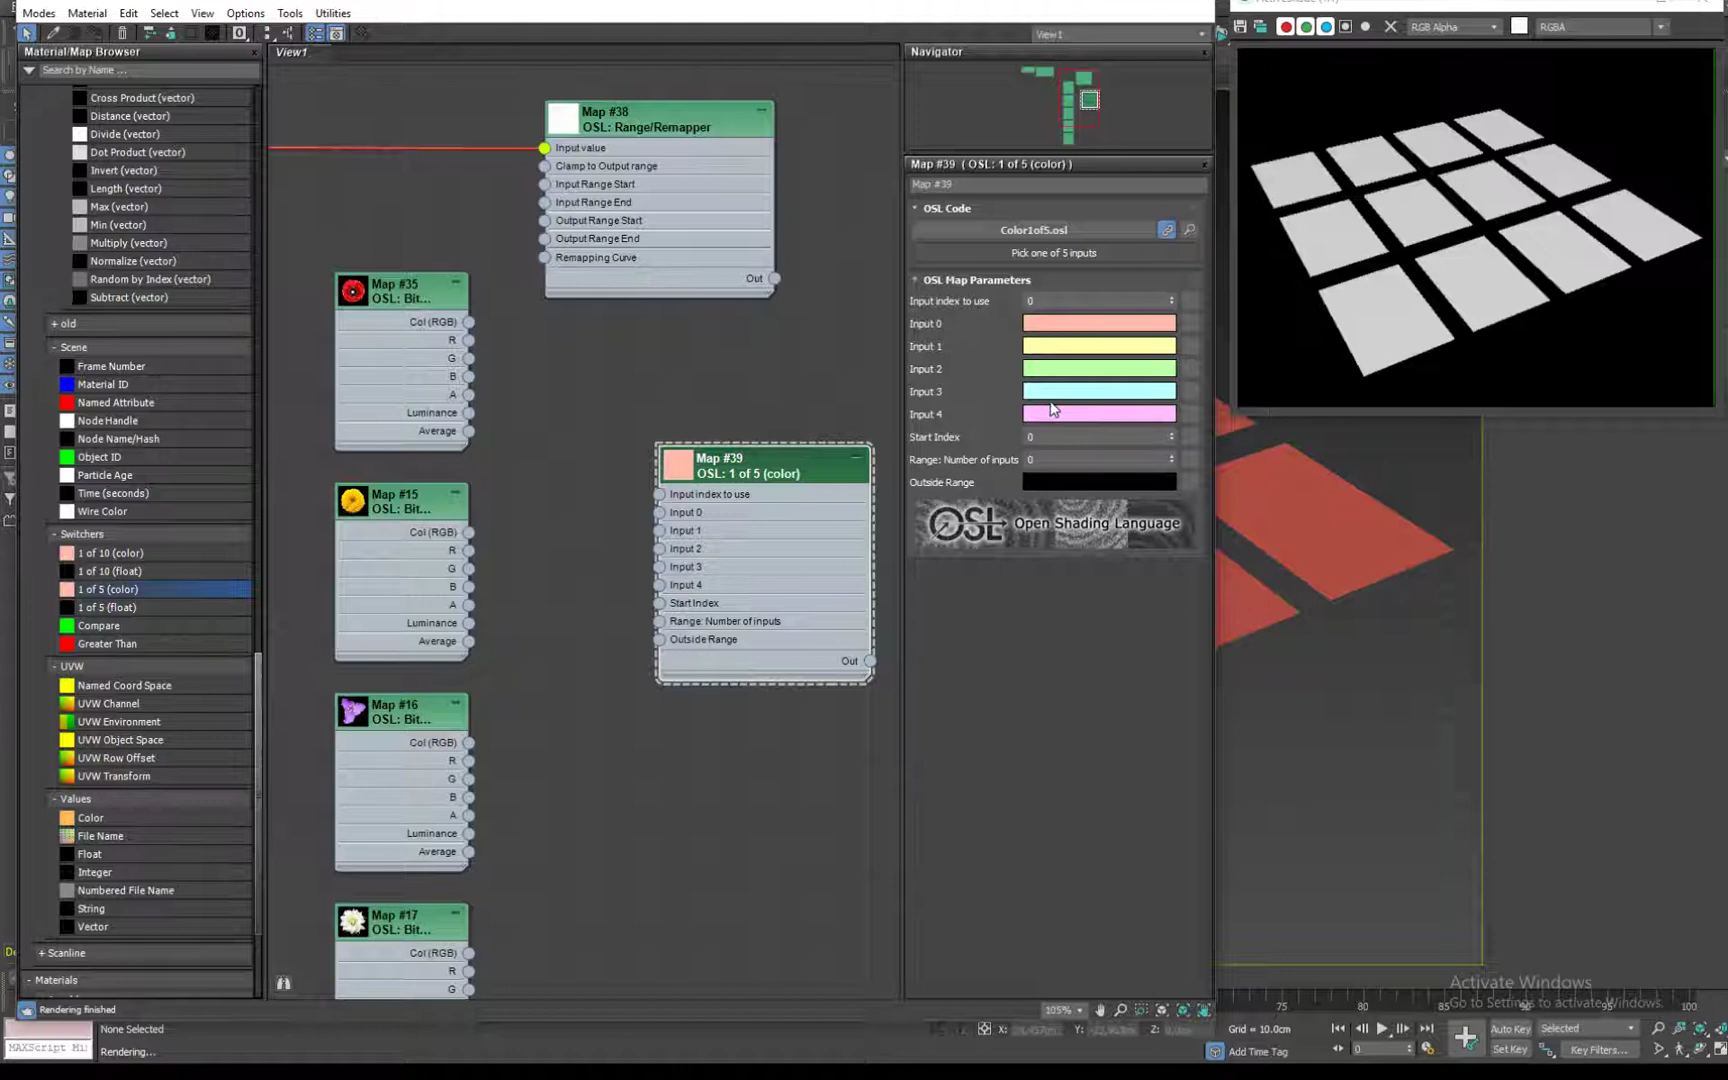 Modes Material Edit Select View Options Tools Utilities
RGB Alpha RGBA
View1
Material/Map Browser
Search by Name ...
Cross Product (vector)
Distance (vector)
Divide (vector)
Dot Product (vector)
Invert (vector)
Length (vector)
Max (vector)
Min (vector)
Multiply (vector)
Normalize (vector)
Random by Index (vector)
Subtract (vector)
+ old
- Scene
Frame Number
Material ID
Named Attribute
Node Handle
Node Name/Hash
Object ID
Particle Age
Time (seconds)
Wire Color
- Switchers
1 of 10 (color)
1 of 10 (float)
1 of 5 (color)
1 of 5 (float)
Compare
Greater Than
- UVW
Named Coord Space
UVW Channel
UVW Environment
UVW Object Space
UVW Row Offset
UVW Transform
- Values
Color
File Name
Float
Integer
Numbered File Name
String
Vector
+ Scanline
- Materials
Rendering finished
View1
Map #38
OSL: Range/Remapper
Input value
Clamp to Output range
Input Range Start
Input Range End
Output Range Start
Output Range End
Remapping Curve
Out
Map #35
OSL: Bit...
Col (RGB)
R
G
B
A
Luminance
Average
Map #15
OSL: Bit...
Col (RGB)
R
G
B
A
Luminance
Average
Map #16
OSL: Bit...
Col (RGB)
R
G
B
A
Luminance
Average
Map #17
OSL: Bit...
Col (RGB)
R
G
Map #39
OSL: 1 of 5 (color)
Input index to use
Input 0
Input 1
Input 2
Input 3
Input 4
Start Index
Range: Number of inputs
Outside Range
Out
Navigator
Map #39 ( OSL: 1 of 5 (color) )
Map #39
OSL Code
Color1of5.osl
Pick one of 5 inputs
OSL Map Parameters
Input index to use 0
Input 0
Input 1
Input 2
Input 3
Input 4
Start Index 0
Range: Number of inputs 0
Outside Range
OSL Open Shading Language
105%
Activate Windows
Go to Settings to activate Windows.
75 80 85 90 95 100
MAXScript Mi
None Selected
Rendering...
X: Y: Z:
Grid = 10.0cm
Add Time Tag
0
Auto Key Selected
Set Key Key Filters...